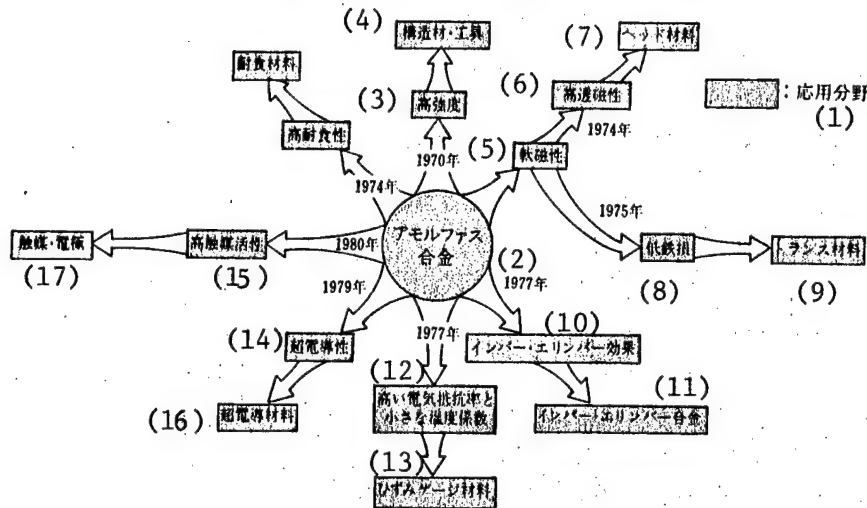 (4)
構造材・工具
(7)
ヘッド材料
耐食材料
(3)
高強度
(6)
高透磁性
:応用分野
(1)
高耐食性
1970年
(5)
軟磁性
1974年
1974年
1975年
アモルファス
合金
触媒・電極
高触媒活性
1980年
(2)
低鉄損
トランス材料
(17)
(15)
1979年
1977年
(8)
(9)
(14)
超電導性
1977年
(10)
インバー・エリンバー効果
(12)
(11)
(16)
超電導材料
高い電気抵抗率と
小さな温度係数
インバー・エリンバー合金
(13)
ひずみゲージ材料